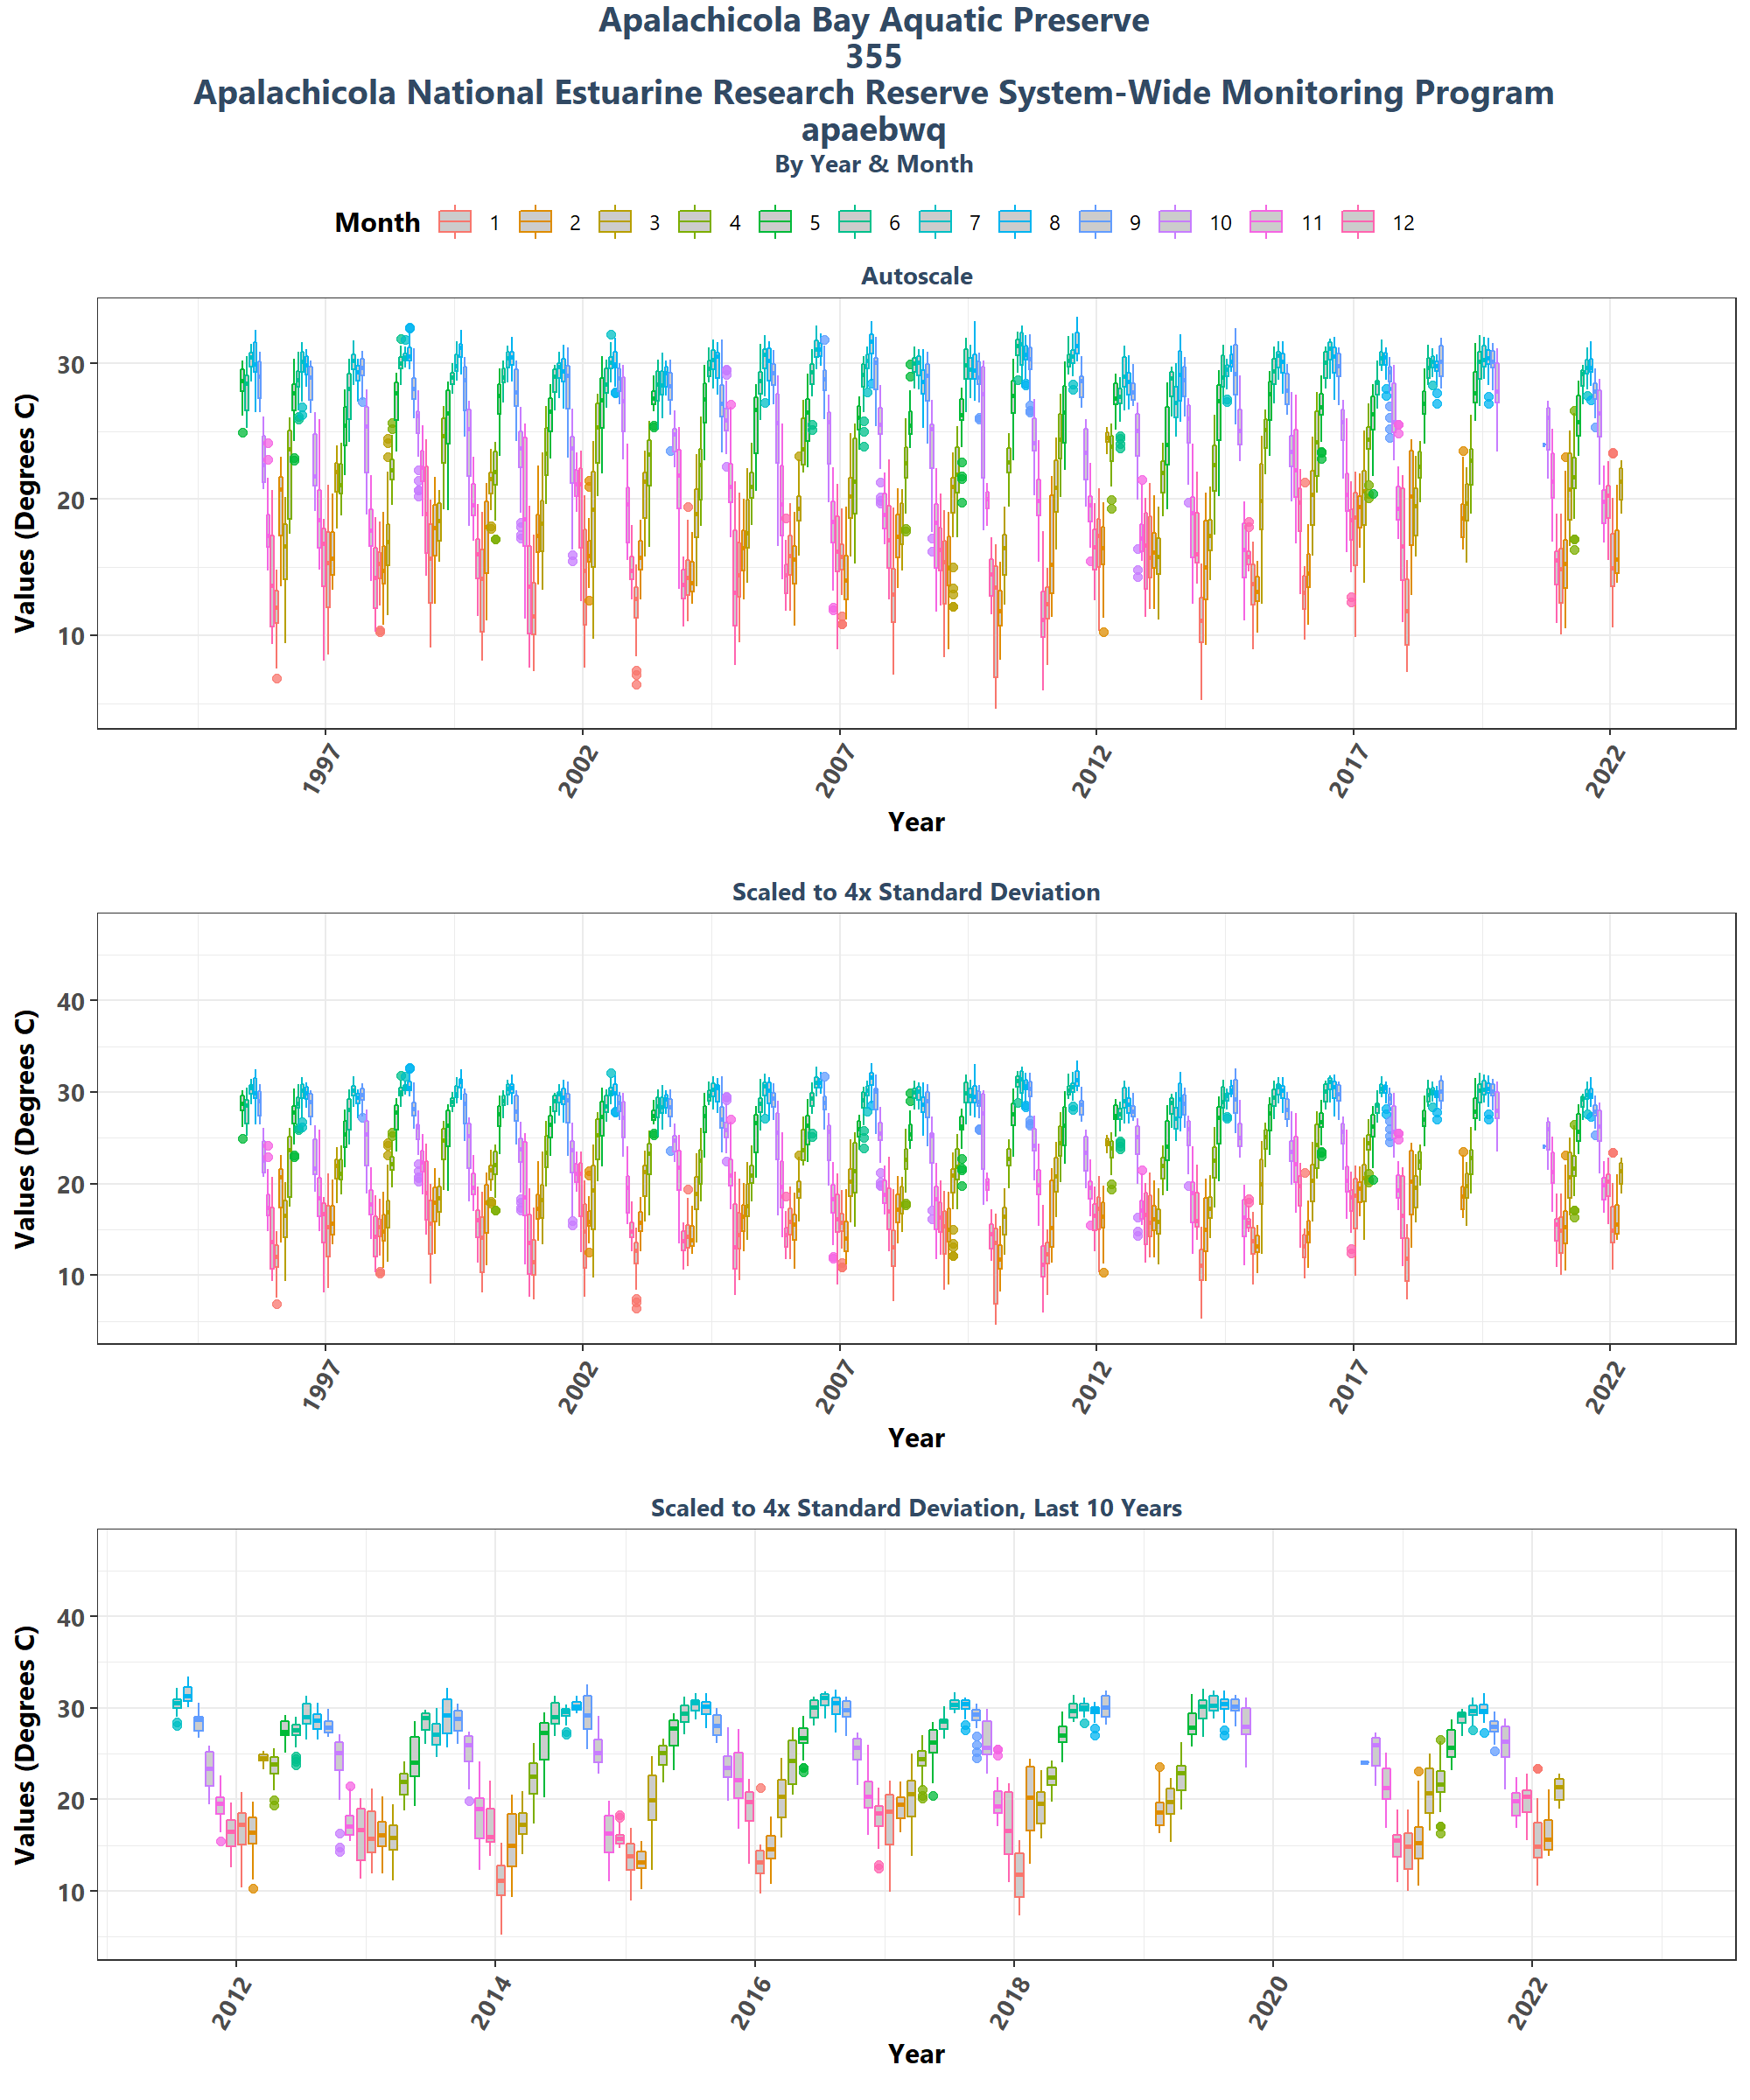 Apalachicola Bay Aquatic Preserve
355
Apalachicola National Estuarine Research Reserve System-Wide Monitoring Program
apaebwq
By Year & Month
Month 1 2 3 4 5 6 7 8 9 10 11 12
Autoscale
Values (Degrees C)
30
20
10
1997 2002 2007 2012 2017 2022
Year
Scaled to 4x Standard Deviation
Values (Degrees C)
40
30
20
10
1997 2002 2007 2012 2017 2022
Year
Scaled to 4x Standard Deviation, Last 10 Years
Values (Degrees C)
40
30
20
10
2012 2014 2016 2018 2020 2022
Year